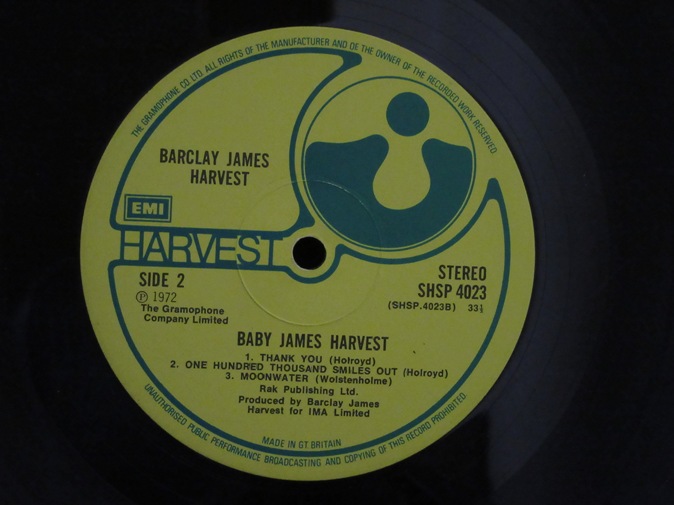 THE GRAMOPHONE CO LTD. ALL RIGHTS OF THE MANUFACTURER AND OF THE OWNER OF THE RECORDED WORK RESERVED.
BARCLAY JAMES
HARVEST
EMI
HARVEST
SIDE 2
Ⓟ 1972
The Gramophone
Company Limited
STEREO
SHSP 4023
(SHSP.4023B) 33⅓
BABY JAMES HARVEST
1. THANK YOU (Holroyd)
2. ONE HUNDRED THOUSAND SMILES OUT (Holroyd)
3. MOONWATER (Wolstenholme)
Rak Publishing Ltd.
Produced by Barclay James
Harvest for IMA Limited
MADE IN GT. BRITAIN
UNAUTHORISED PUBLIC PERFORMANCE BROADCASTING AND COPYING OF THIS RECORD PROHIBITED.